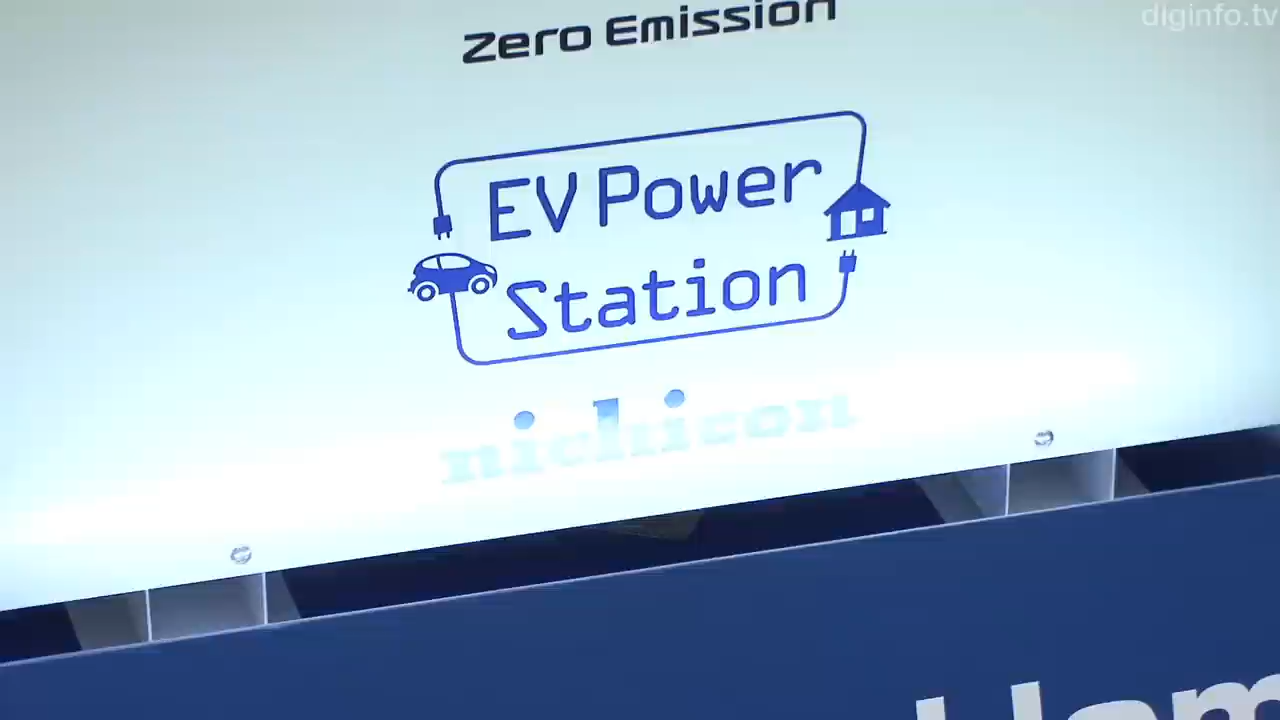 diginfo.tv
Zero Emission
EV Power
Station
nichicon